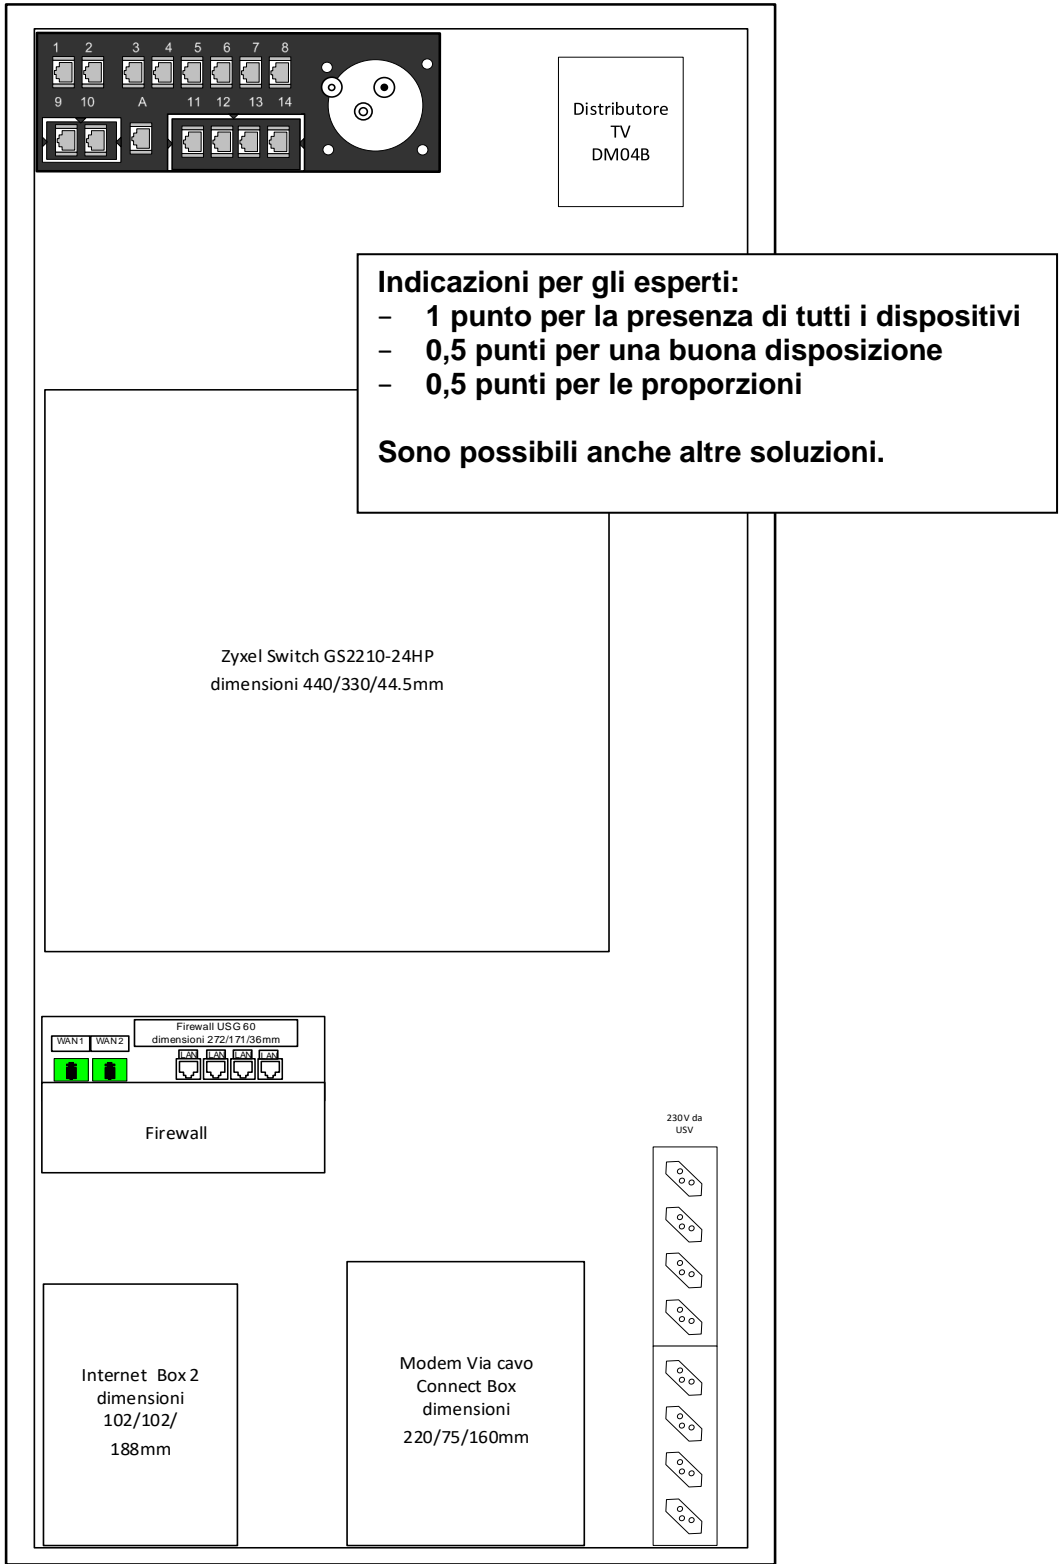 1 2 3 4 5 6 7 8
9 10 A 11 12 13 14
Distributore
TV
DM04B
Indicazioni per gli esperti:
– 1 punto per la presenza di tutti i dispositivi
– 0,5 punti per una buona disposizione
– 0,5 punti per le proporzioni
Sono possibili anche altre soluzioni.
Zyxel Switch GS2210-24HP
dimensioni 440/330/44.5mm
Firewall USG 60
dimensioni 272/171/36mm
WAN1 WAN2
LAN LAN LAN LAN
Firewall
230V da
USV
Internet Box 2
dimensioni
102/102/
188mm
Modem Via cavo
Connect Box
dimensioni
220/75/160mm